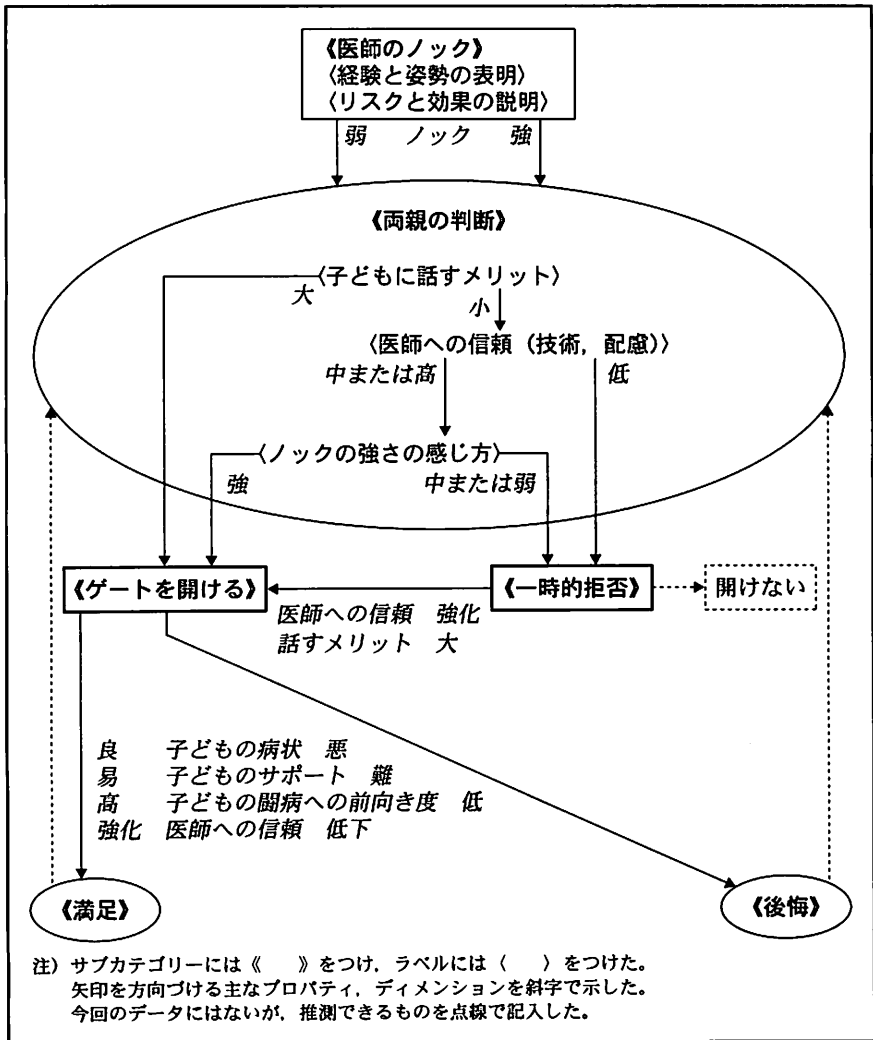 《医師のノック》
〈経験と姿勢の表明〉
〈リスクと効果の説明〉
弱 ノック 強
《両親の判断》
〈子どもに話すメリット〉
大
小
〈医師への信頼（技術，配慮）〉
中または高
低
〈ノックの強さの感じ方〉
強
中または弱
《ゲートを開ける》
《一時的拒否》
開けない
医師への信頼 強化
話すメリット 大
良 子どもの病状 悪
易 子どものサポート 難
高 子どもの闘病への前向き度 低
強化 医師への信頼 低下
《満足》
《後悔》
注）サブカテゴリーには《 》をつけ，ラベルには〈 〉をつけた。
矢印を方向づける主なプロパティ，ディメンションを斜字で示した。
今回のデータにはないが，推測できるものを点線で記入した。